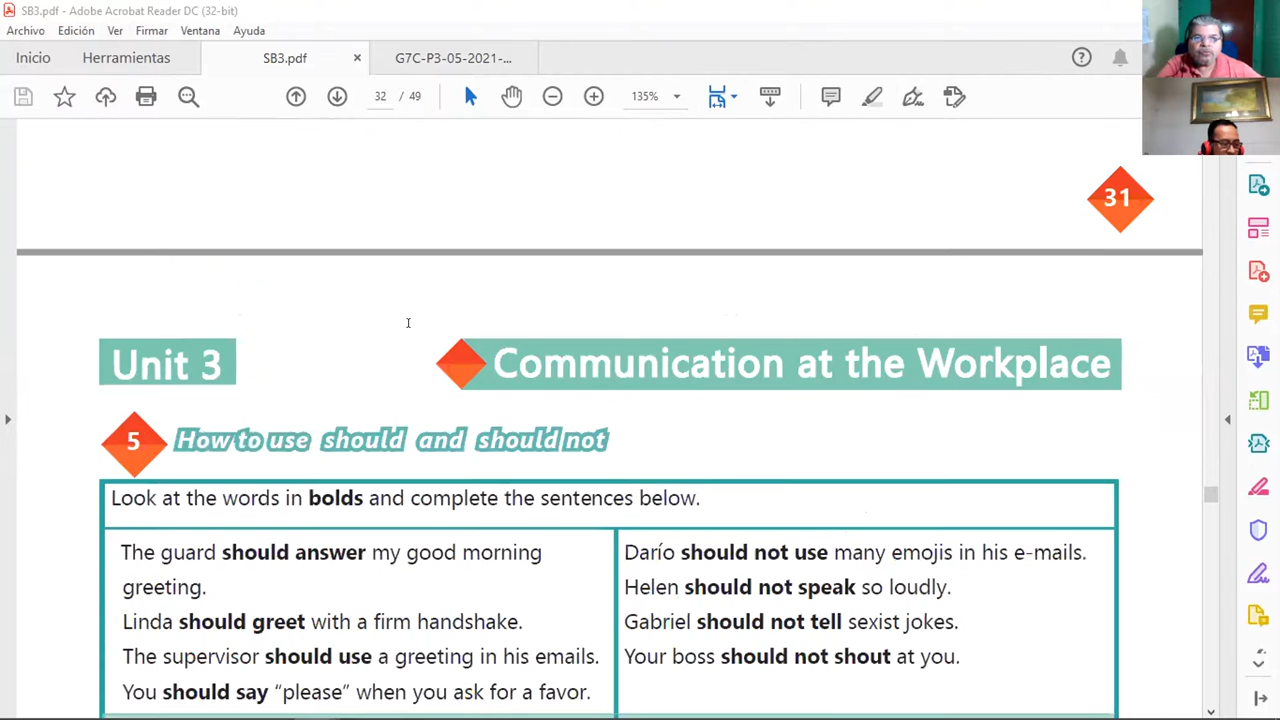 SB3.pdf - Adobe Acrobat Reader DC (32-bit)
Archivo Edición Ver Firmar Ventana Ayuda
Inicio Herramientas SB3.pdf × G7C-P3-05-2021-...
32 / 49 135%
31
Unit 3 Communication at the Workplace
5 How to use should and should not
Look at the words in bolds and complete the sentences below.
The guard should answer my good morning
greeting.
Linda should greet with a firm handshake.
The supervisor should use a greeting in his emails.
You should say “please” when you ask for a favor.
Darío should not use many emojis in his e-mails.
Helen should not speak so loudly.
Gabriel should not tell sexist jokes.
Your boss should not shout at you.